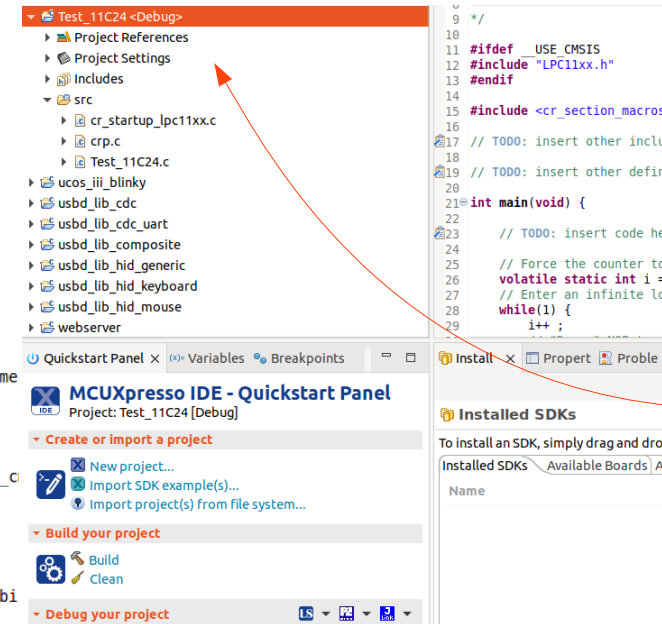 Test_11C24 <Debug>
Project References
Project Settings
Includes
src
cr_startup_lpc11xx.c
crp.c
Test_11C24.c
ucos_iii_blinky
usbd_lib_cdc
usbd_lib_cdc_uart
usbd_lib_composite
usbd_lib_hid_generic
usbd_lib_hid_keyboard
usbd_lib_hid_mouse
webserver
9 */
10
11 #ifdef __USE_CMSIS
12 #include "LPC11xx.h"
13 #endif
14
15 #include <cr_section_macros
16
17 // TODO: insert other inclu
18
19 // TODO: insert other defin
20
21 int main(void) {
22
23 // TODO: insert code he
24
25 // Force the counter to
26 volatile static int i =
27 // Enter an infinite lo
28 while(1) {
29 i++ ;
Quickstart Panel (x)= Variables Breakpoints
me
IDE
MCUXpresso IDE - Quickstart Panel
Project: Test_11C24 [Debug]
Create or import a project
New project...
Import SDK example(s)...
Import project(s) from file system...
Build your project
Build
Clean
bi
Debug your project
LS
Link
Install Propert Proble
Installed SDKs
To install an SDK, simply drag and dro
Installed SDKs Available Boards A
Name